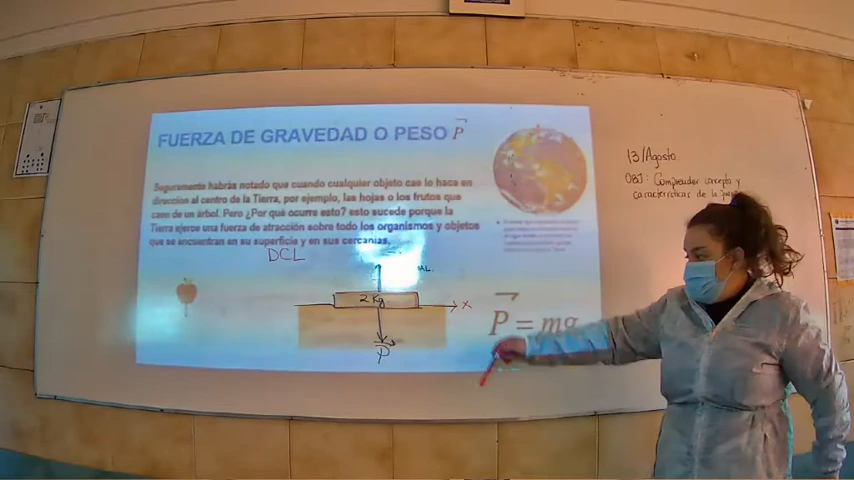 FUERZA DE GRAVEDAD O PESO P
Seguramente habrás notado que cuando cualquier objeto cae lo hace en
dirección al centro de la Tierra, por ejemplo, las hojas o los frutos que
caen de un árbol. Pero ¿Por qué ocurre esto? esto sucede porque la
Tierra ejerce una fuerza de atracción sobre todo los organismos y objetos
que se encuentran en su superficie y en sus cercanías.
13/Agosto
OBJ: Comprender concepto y
características de la
DCL
2 Kg
X
P
P = mg